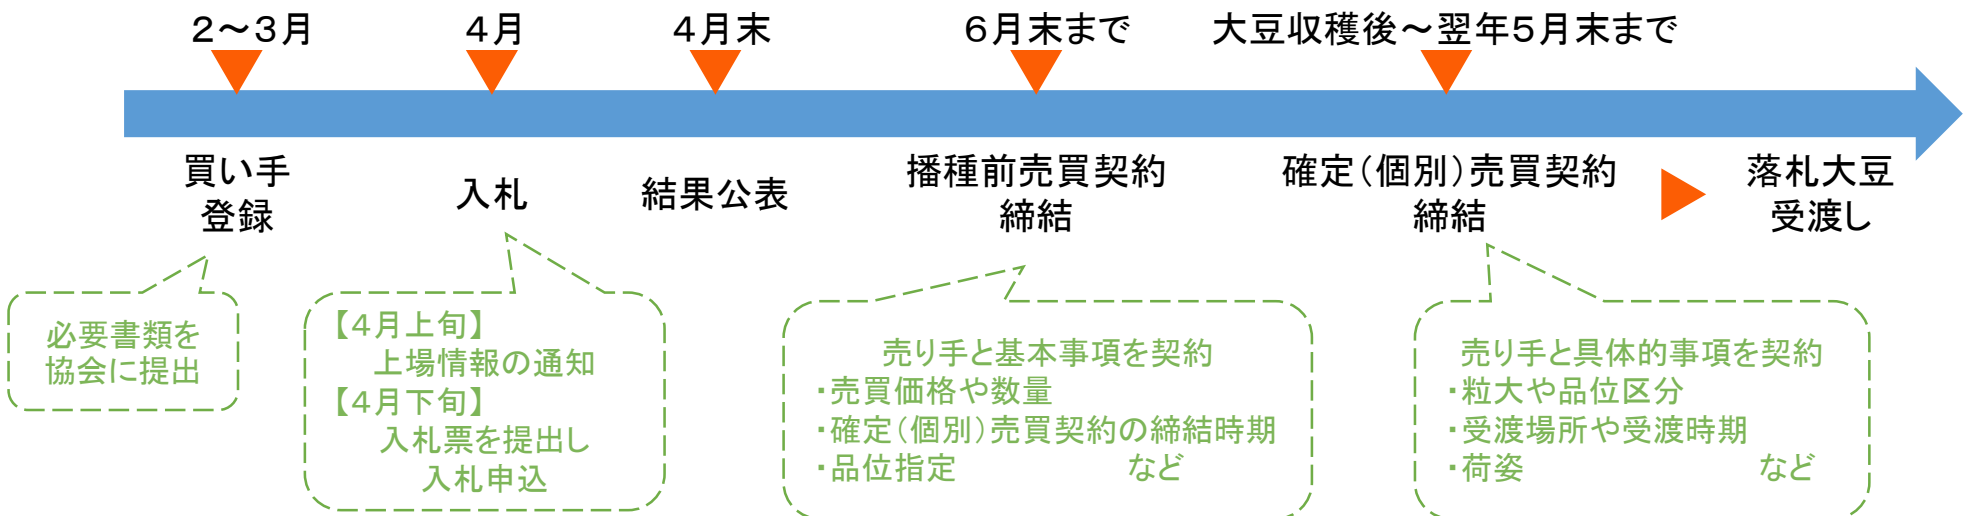 2～3月
4月
4月末
6月末まで
大豆収穫後～翌年5月末まで
買い手
登録
入札
結果公表
播種前売買契約
締結
確定(個別)売買契約
締結
落札大豆
受渡し
必要書類を
協会に提出
【4月上旬】
上場情報の通知
【4月下旬】
入札票を提出し
入札申込
売り手と基本事項を契約
・売買価格や数量
・確定(個別)売買契約の締結時期
・品位指定 など
売り手と具体的事項を契約
・粒大や品位区分
・受渡場所や受渡時期
・荷姿 など